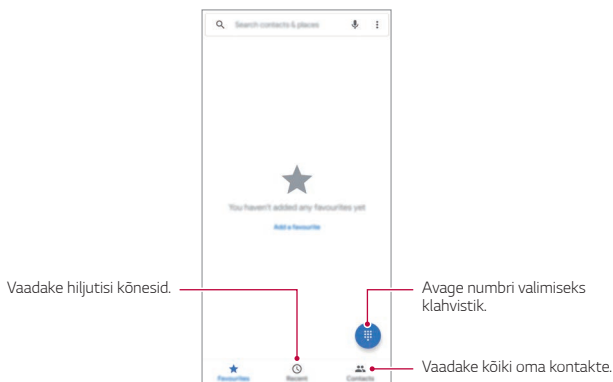 Search contacts & places
You haven't added any favourites yet
Add a favourite
Vaadake hiljutisi kõnesid.
Avage numbri valimiseks
klahvistik.
Vaadake kõiki oma kontakte.
Favourites Recent Contacts